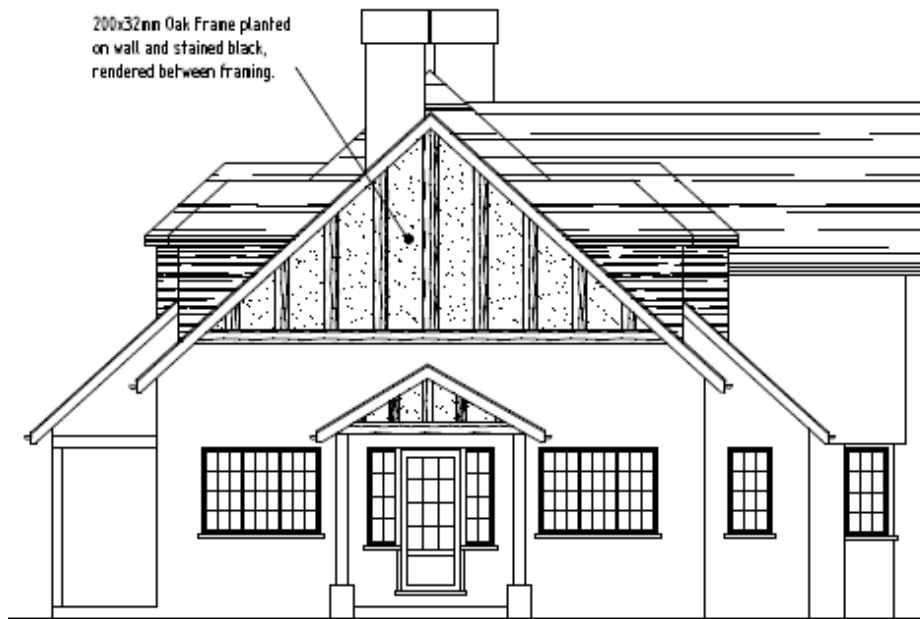 200x32mm Oak Frame planted
on wall and stained black,
rendered between framing.